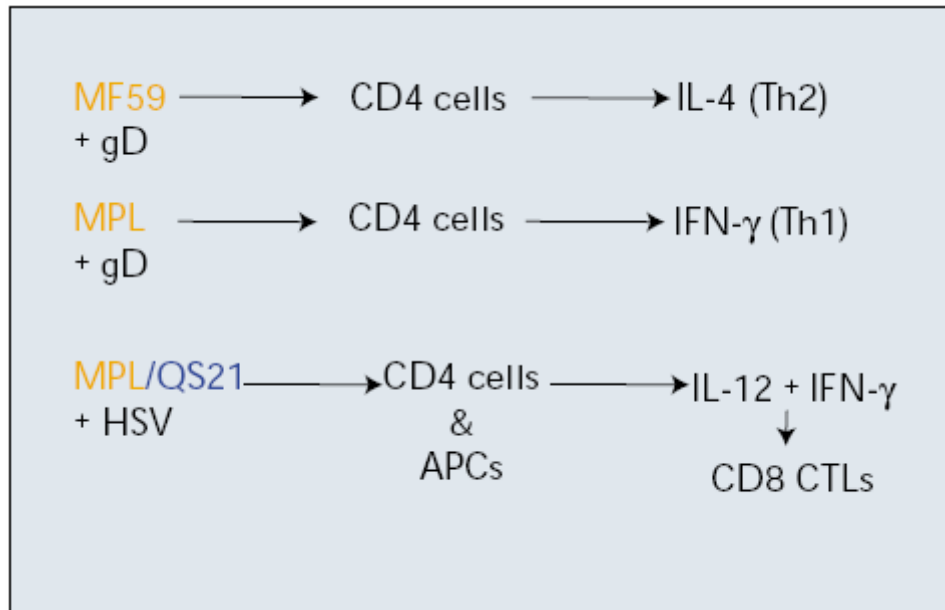 MF59 CD4 cells IL-4 (Th2)
+ gD
MPL CD4 cells IFN-γ (Th1)
+ gD
MPL/QS21 CD4 cells IL-12 + IFN-γ
+ HSV &
APCs CD8 CTLs